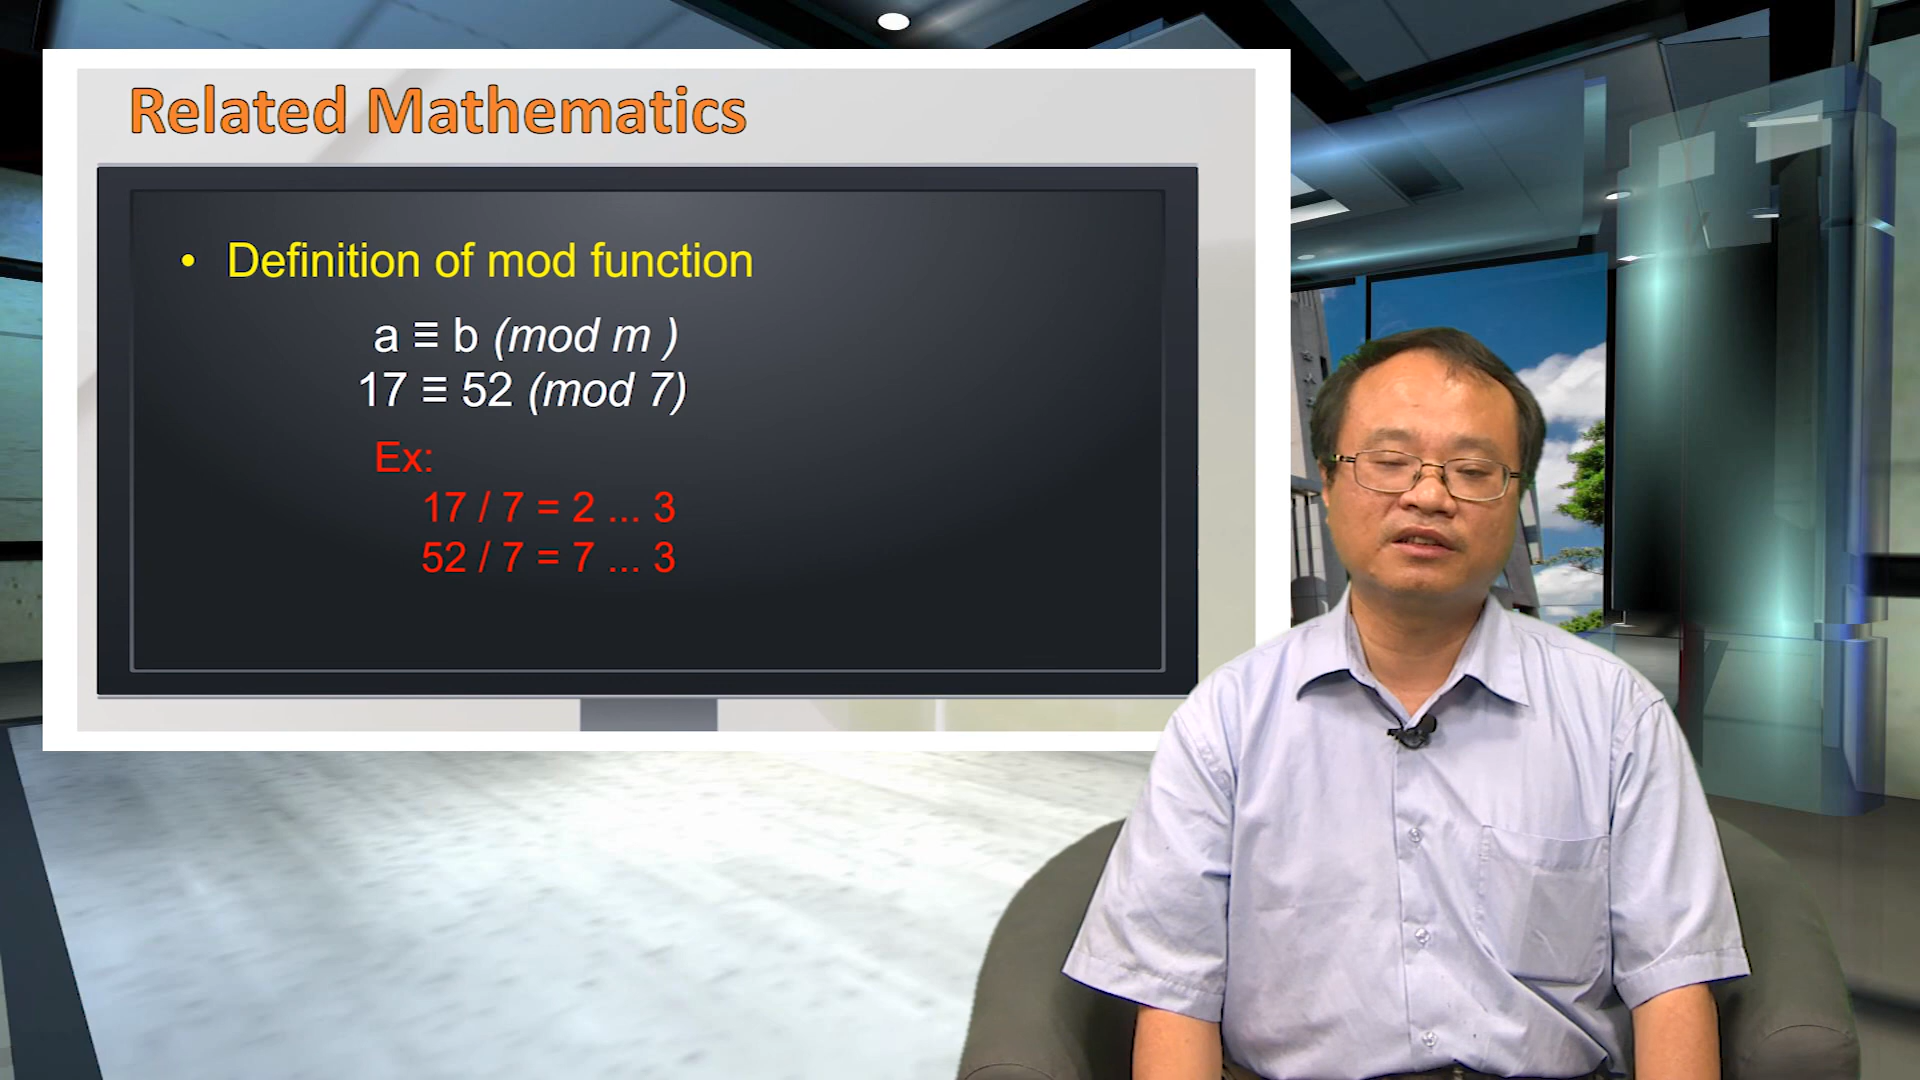 Related Mathematics
• Definition of mod function
a ≡ b (mod m )
17 ≡ 52 (mod 7)
Ex:
17 / 7 = 2 ... 3
52 / 7 = 7 ... 3